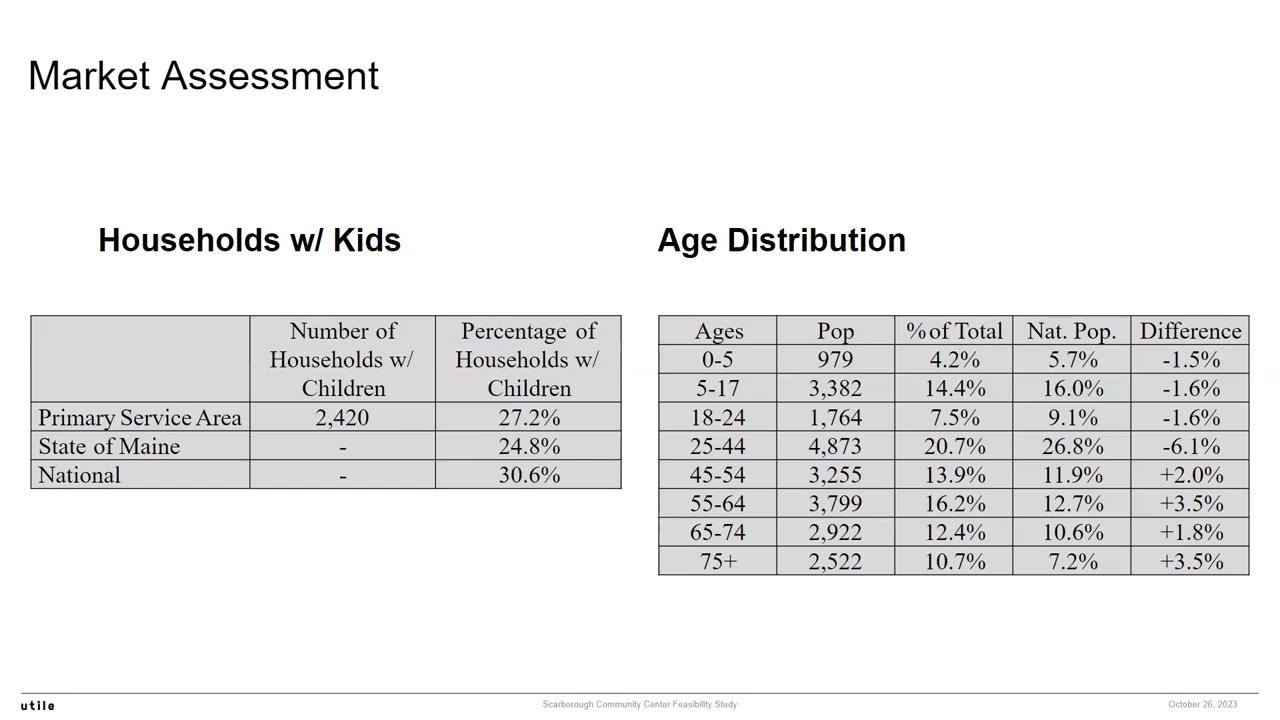 Market Assessment
Households w/ Kids
Number of Households w/ Children
Percentage of Households w/ Children
Primary Service Area 2,420 27.2%
State of Maine - 24.8%
National - 30.6%
Age Distribution
Ages Pop % of Total Nat. Pop. Difference
0-5 979 4.2% 5.7% -1.5%
5-17 3,382 14.4% 16.0% -1.6%
18-24 1,764 7.5% 9.1% -1.6%
25-44 4,873 20.7% 26.8% -6.1%
45-54 3,255 13.9% 11.9% +2.0%
55-64 3,799 16.2% 12.7% +3.5%
65-74 2,922 12.4% 10.6% +1.8%
75+ 2,522 10.7% 7.2% +3.5%
utile
Scarborough Community Center Feasibility Study
October 26, 2023